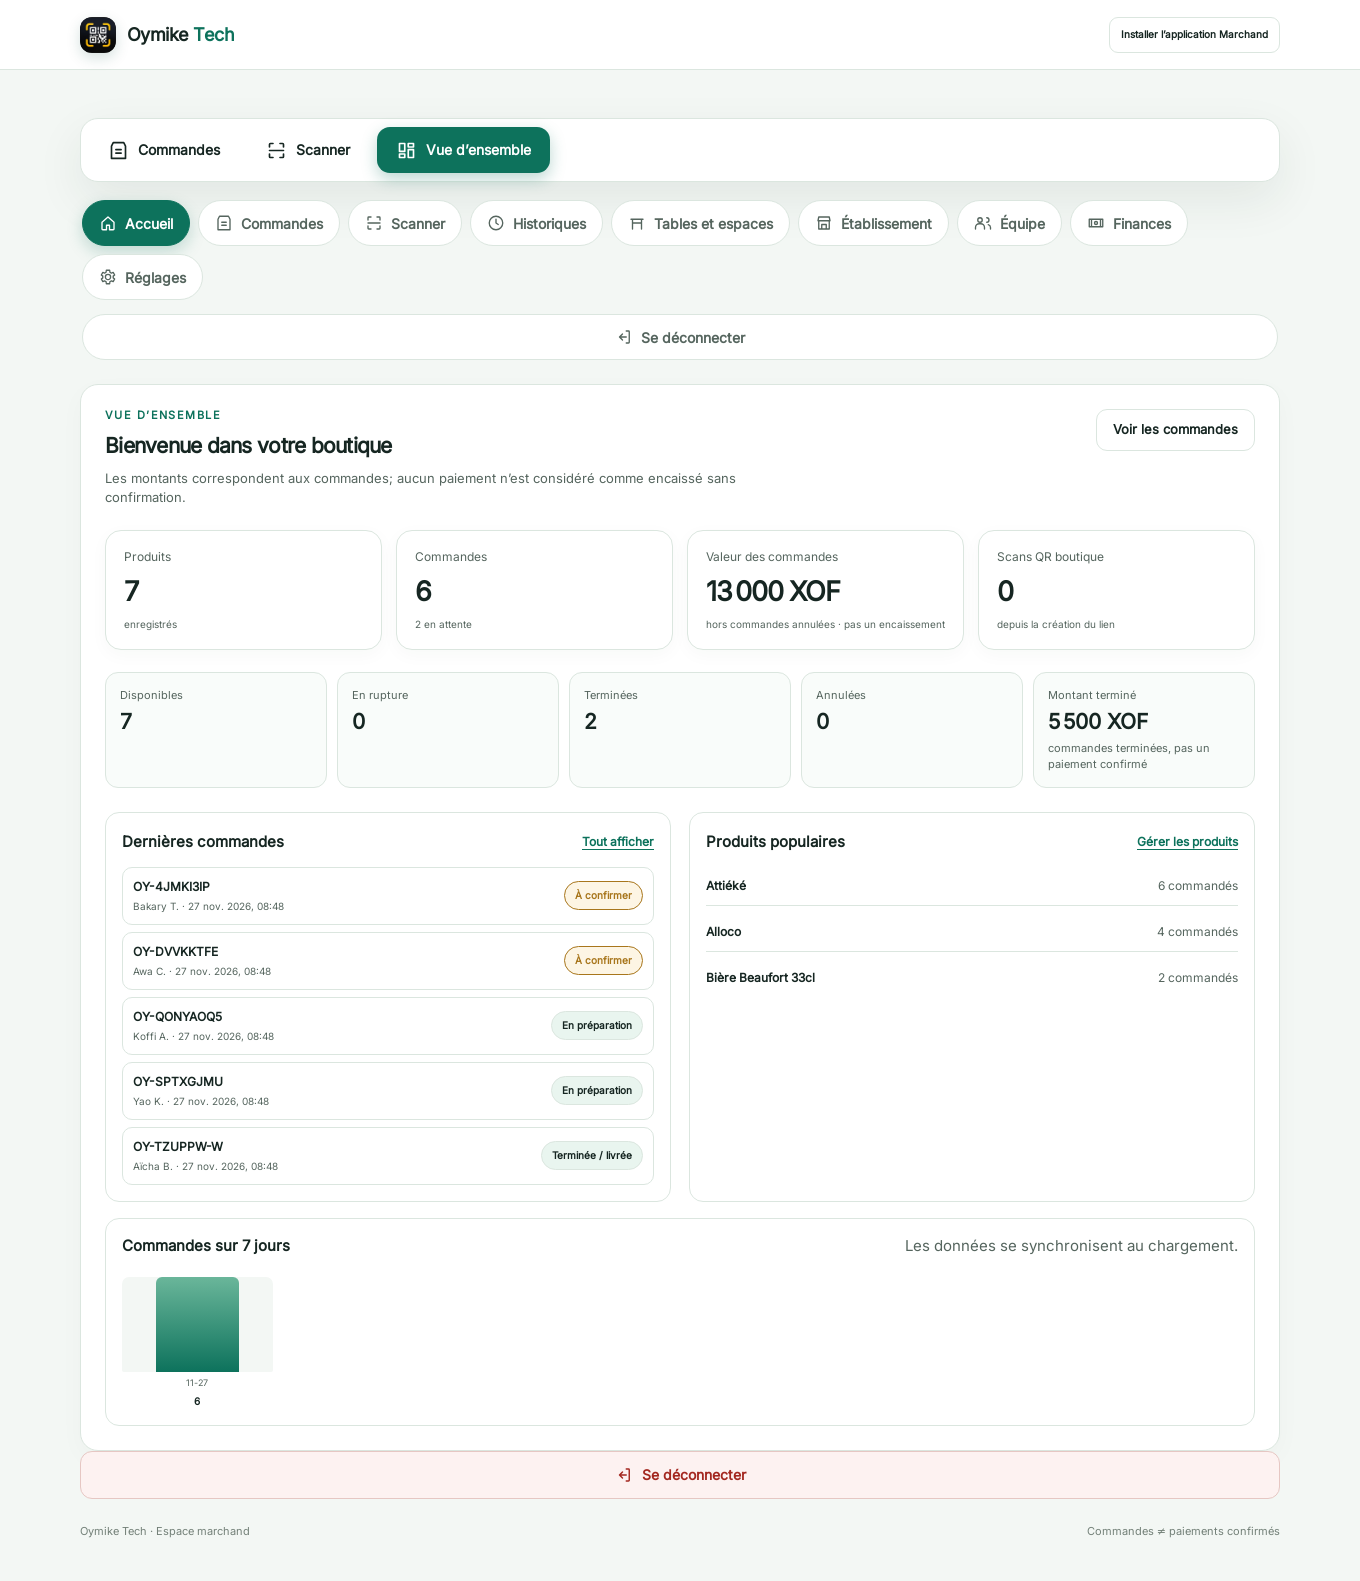 Oymike Tech
Installer l’application Marchand
Commandes
Scanner
Vue d’ensemble
Accueil
Commandes
Scanner
Historiques
Tables et espaces
Établissement
Équipe
Finances
Réglages
Se déconnecter
VUE D’ENSEMBLE
Bienvenue dans votre boutique
Voir les commandes
Les montants correspondent aux commandes; aucun paiement n’est considéré comme encaissé sans
confirmation.
Produits
7
enregistrés
Commandes
6
2 en attente
Valeur des commandes
13 000 XOF
hors commandes annulées · pas un encaissement
Scans QR boutique
0
depuis la création du lien
Disponibles
7
En rupture
0
Terminées
2
Annulées
0
Montant terminé
5 500 XOF
commandes terminées, pas un
paiement confirmé
Dernières commandes
Tout afficher
OY-4JMKI3IP
Bakary T. · 27 nov. 2026, 08:48
À confirmer
OY-DVVKKTFE
Awa C. · 27 nov. 2026, 08:48
À confirmer
OY-QONYAOQ5
Koffi A. · 27 nov. 2026, 08:48
En préparation
OY-SPTXGJMU
Yao K. · 27 nov. 2026, 08:48
En préparation
OY-TZUPPW-W
Aïcha B. · 27 nov. 2026, 08:48
Terminée / livrée
Produits populaires
Gérer les produits
Attiéké
6 commandés
Alloco
4 commandés
Bière Beaufort 33cl
2 commandés
Commandes sur 7 jours
Les données se synchronisent au chargement.
11-27
6
Se déconnecter
Oymike Tech · Espace marchand
Commandes ≠ paiements confirmés